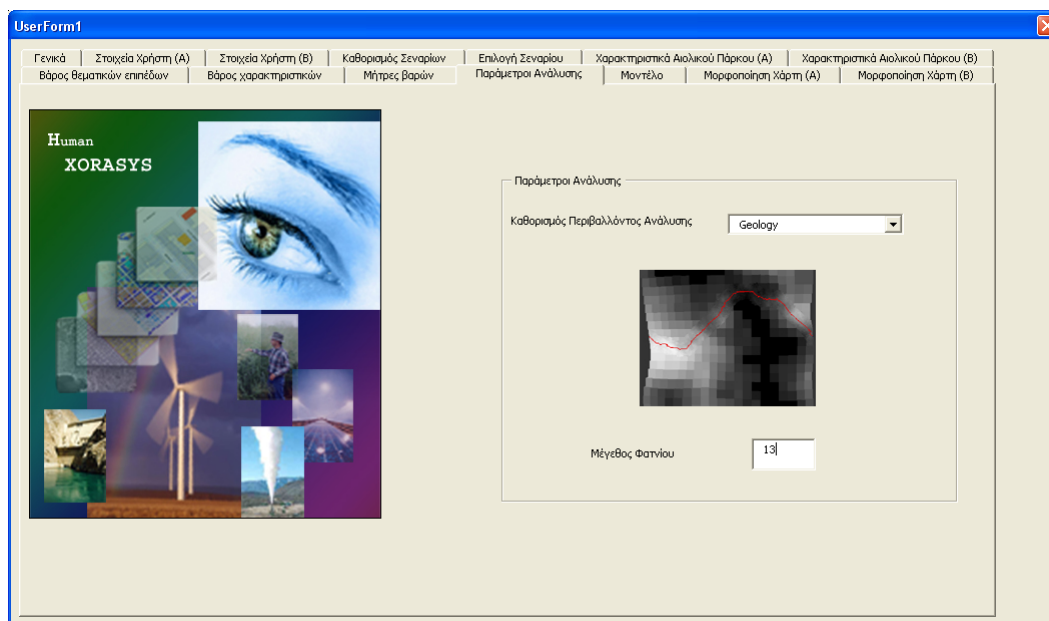 UserForm1
Γενικά Στοιχεία Χρήστη (Α) Στοιχεία Χρήστη (Β) Καθορισμός Σεναρίων Επιλογή Σεναρίου Χαρακτηριστικά Αιολικού Πάρκου (Α) Χαρακτηριστικά Αιολικού Πάρκου (Β)
Βάρος θεματικών επιπέδων Βάρος χαρακτηριστικών Μήτρες βαρών Παράμετροι Ανάλυσης Μοντέλο Μορφοποίηση Χάρτη (Α) Μορφοποίηση Χάρτη (Β)
Human
XORASYS
Παράμετροι Ανάλυσης
Καθορισμός Περιβαλλόντος Ανάλυσης Geology
Μέγεθος Φατνίου 13